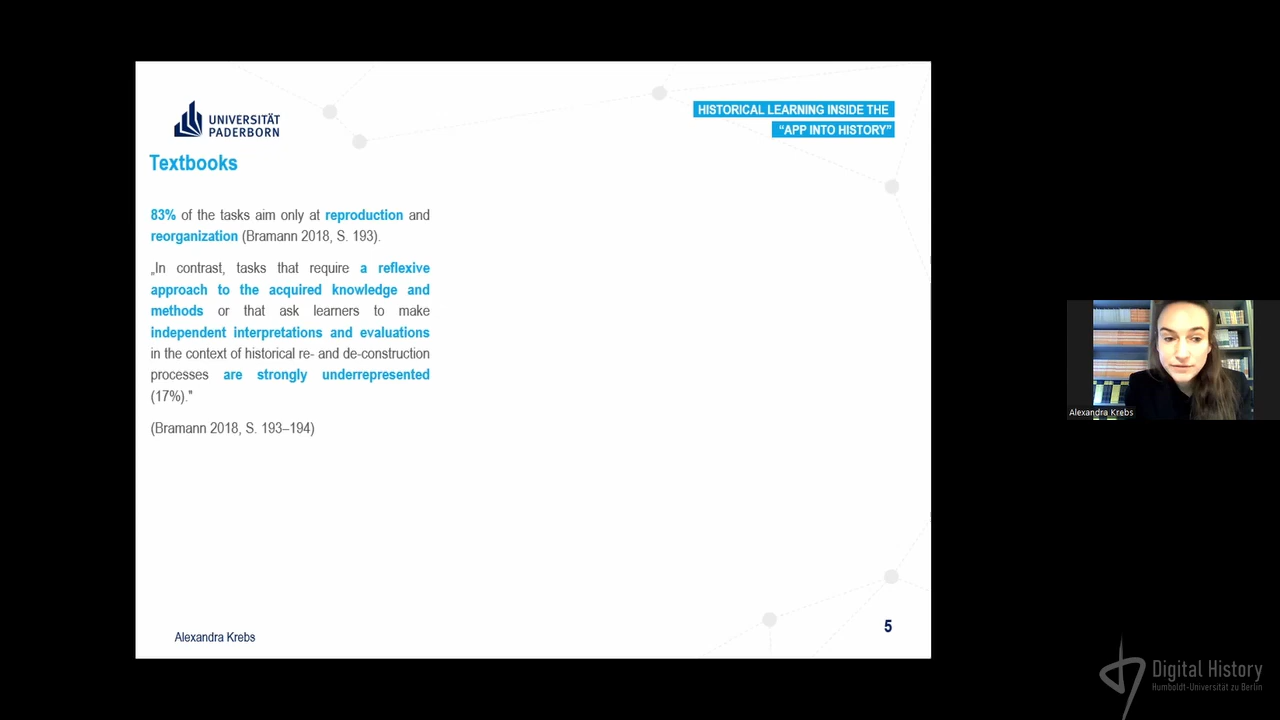 UNIVERSITÄT
PADERBORN
HISTORICAL LEARNING INSIDE THE
“APP INTO HISTORY”
Textbooks
83% of the tasks aim only at reproduction and
reorganization (Bramann 2018, S. 193).
„In contrast, tasks that require a reflexive
approach to the acquired knowledge and
methods or that ask learners to make
independent interpretations and evaluations
in the context of historical re- and de-construction
processes are strongly underrepresented
(17%)."
(Bramann 2018, S. 193–194)
Alexandra Krebs
5
Alexandra Krebs
Digital History
Humboldt-Universität zu Berlin